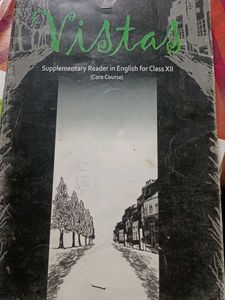 Vistas
Supplementary Reader in English for Class XII
(Core Course)